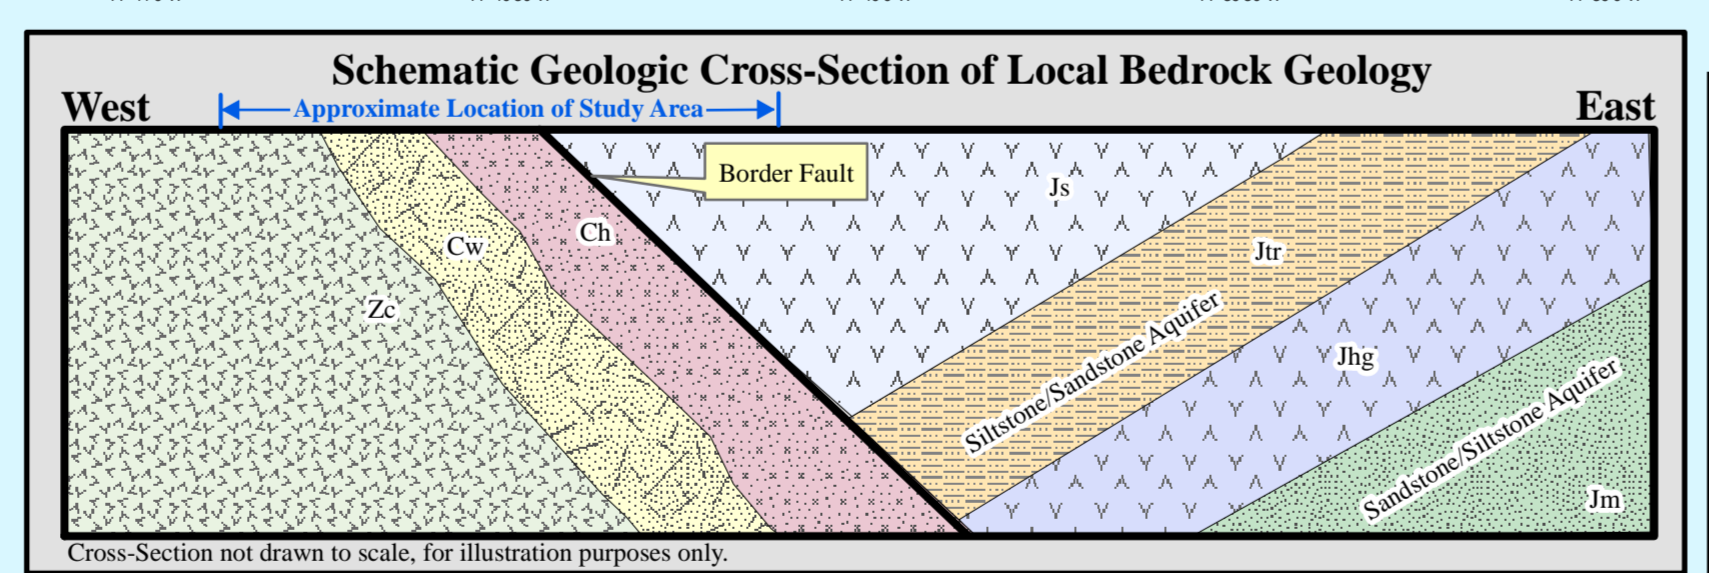 Schematic Geologic Cross-Section of Local Bedrock Geology
West
Approximate Location of Study Area
East
Border Fault
Js
Ch
Cw
Jtr
Zc
Siltstone/Sandstone Aquifer
Jhg
Sandstone/Siltstone Aquifer
Jm
Cross-Section not drawn to scale, for illustration purposes only.